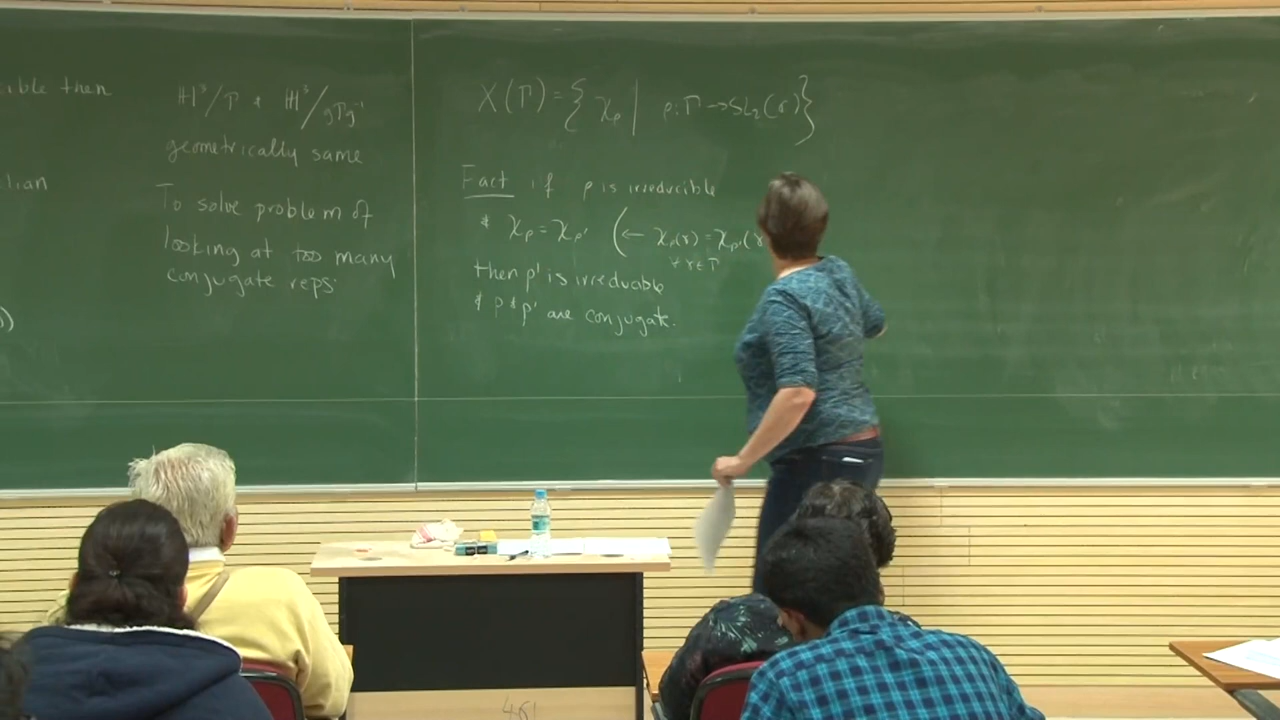 ible then
lian
)
ℍ³/Γ & ℍ³/gΓg⁻¹
geometrically same
To solve problem of
looking at too many
conjugate reps.
X(Γ) = { χρ | ρ: Γ → SL₂(ℂ) }
Fact if ρ is irreducible
& χρ = χρ' (← χρ(γ) = χρ'(γ
∀ γ ∈ Γ
then ρ' is irreducible
& ρ & ρ' are conjugate.
461